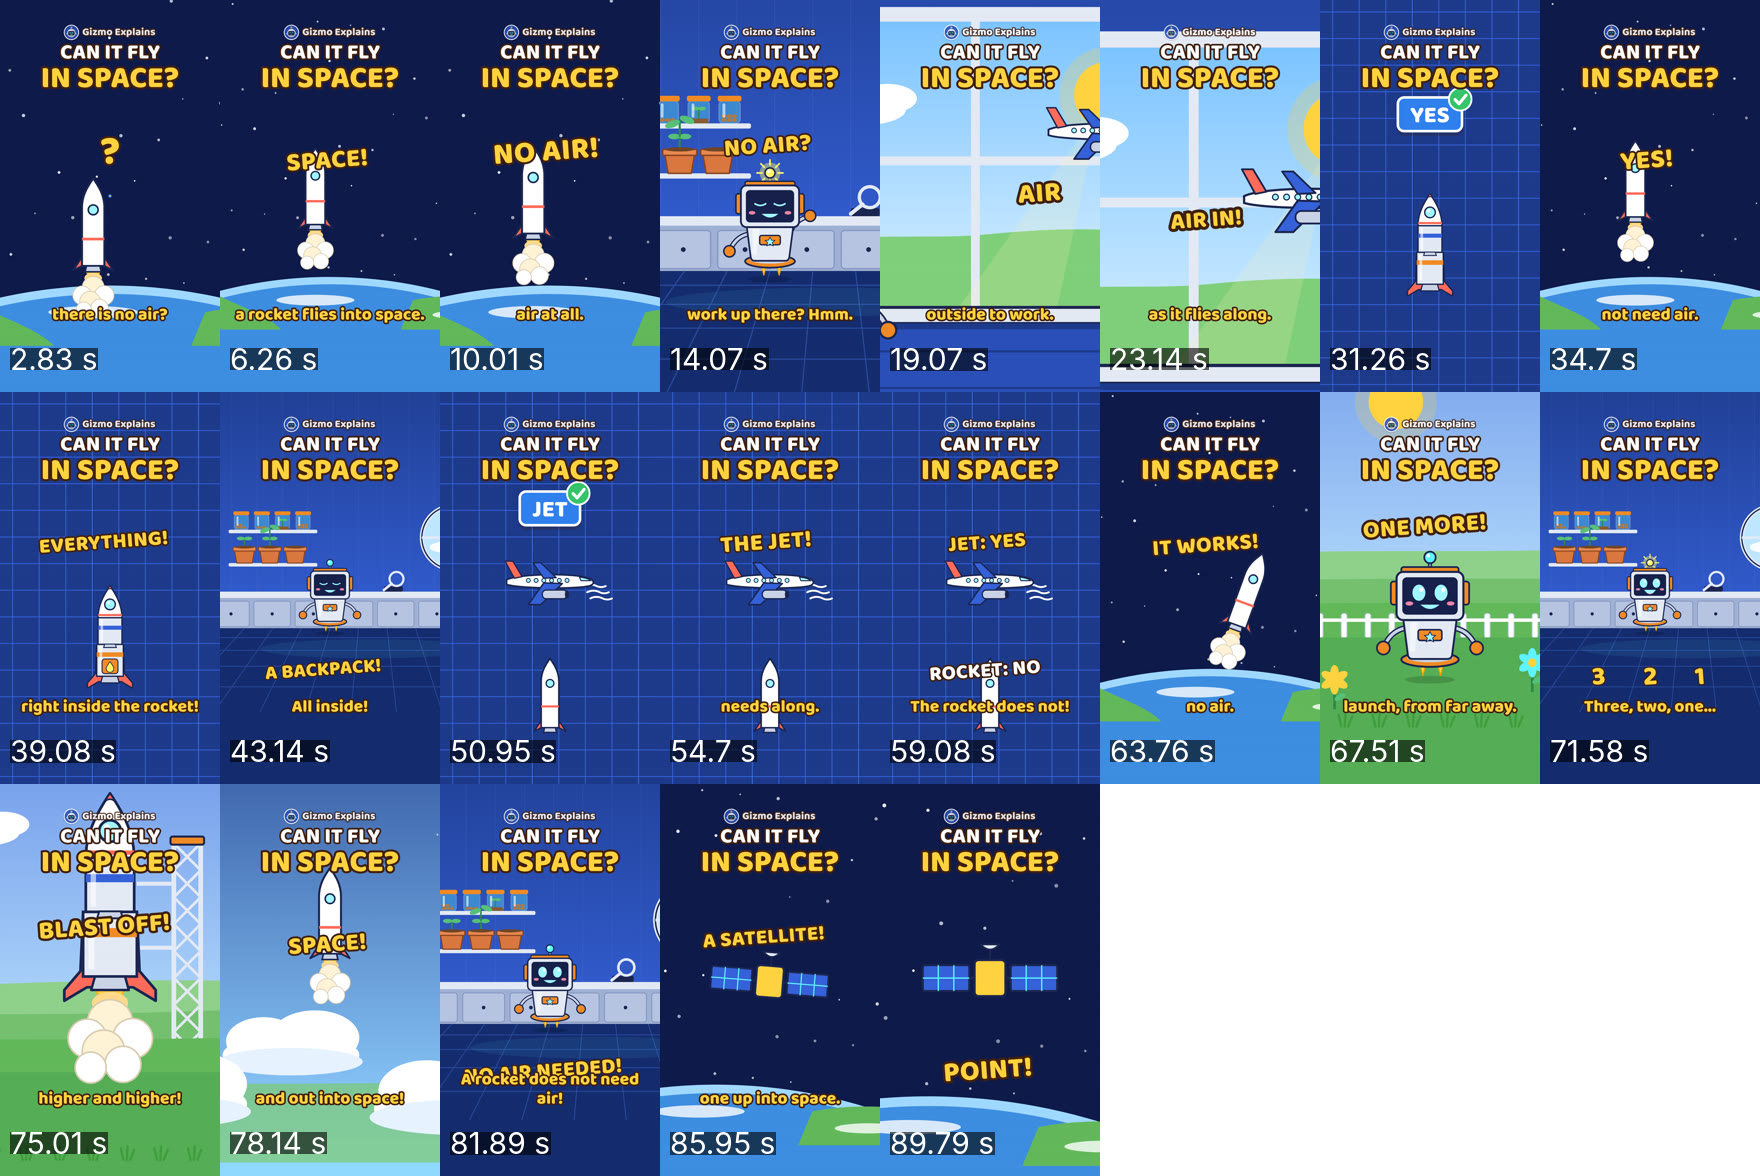 Gizmo Explains
CAN IT FLY
IN SPACE?
?
there is no air?
2.83 s
Gizmo Explains
CAN IT FLY
IN SPACE?
SPACE!
a rocket flies into space.
6.26 s
Gizmo Explains
CAN IT FLY
IN SPACE?
NO AIR!
air at all.
10.01 s
Gizmo Explains
CAN IT FLY
IN SPACE?
NO AIR?
work up there? Hmm.
14.07 s
Gizmo Explains
CAN IT FLY
IN SPACE?
AIR
outside to work.
19.07 s
Gizmo Explains
CAN IT FLY
IN SPACE?
AIR IN!
as it flies along.
23.14 s
Gizmo Explains
CAN IT FLY
IN SPACE?
YES
31.26 s
Gizmo Explains
CAN IT FLY
IN SPACE?
YES!
not need air.
34.7 s
Gizmo Explains
CAN IT FLY
IN SPACE?
EVERYTHING!
right inside the rocket!
39.08 s
Gizmo Explains
CAN IT FLY
IN SPACE?
A BACKPACK!
All inside!
43.14 s
Gizmo Explains
CAN IT FLY
IN SPACE?
JET
50.95 s
Gizmo Explains
CAN IT FLY
IN SPACE?
THE JET!
needs along.
54.7 s
Gizmo Explains
CAN IT FLY
IN SPACE?
JET: YES
ROCKET: NO
The rocket does not!
59.08 s
Gizmo Explains
CAN IT FLY
IN SPACE?
IT WORKS!
no air.
63.76 s
Gizmo Explains
CAN IT FLY
IN SPACE?
ONE MORE!
launch, from far away.
67.51 s
Gizmo Explains
CAN IT FLY
IN SPACE?
3 2 1
Three, two, one...
71.58 s
Gizmo Explains
CAN IT FLY
IN SPACE?
BLAST OFF!
higher and higher!
75.01 s
Gizmo Explains
CAN IT FLY
IN SPACE?
SPACE!
and out into space!
78.14 s
Gizmo Explains
CAN IT FLY
IN SPACE?
NO AIR NEEDED!
A rocket does not need
air!
81.89 s
Gizmo Explains
CAN IT FLY
IN SPACE?
A SATELLITE!
one up into space.
85.95 s
Gizmo Explains
CAN IT FLY
IN SPACE?
POINT!
89.79 s